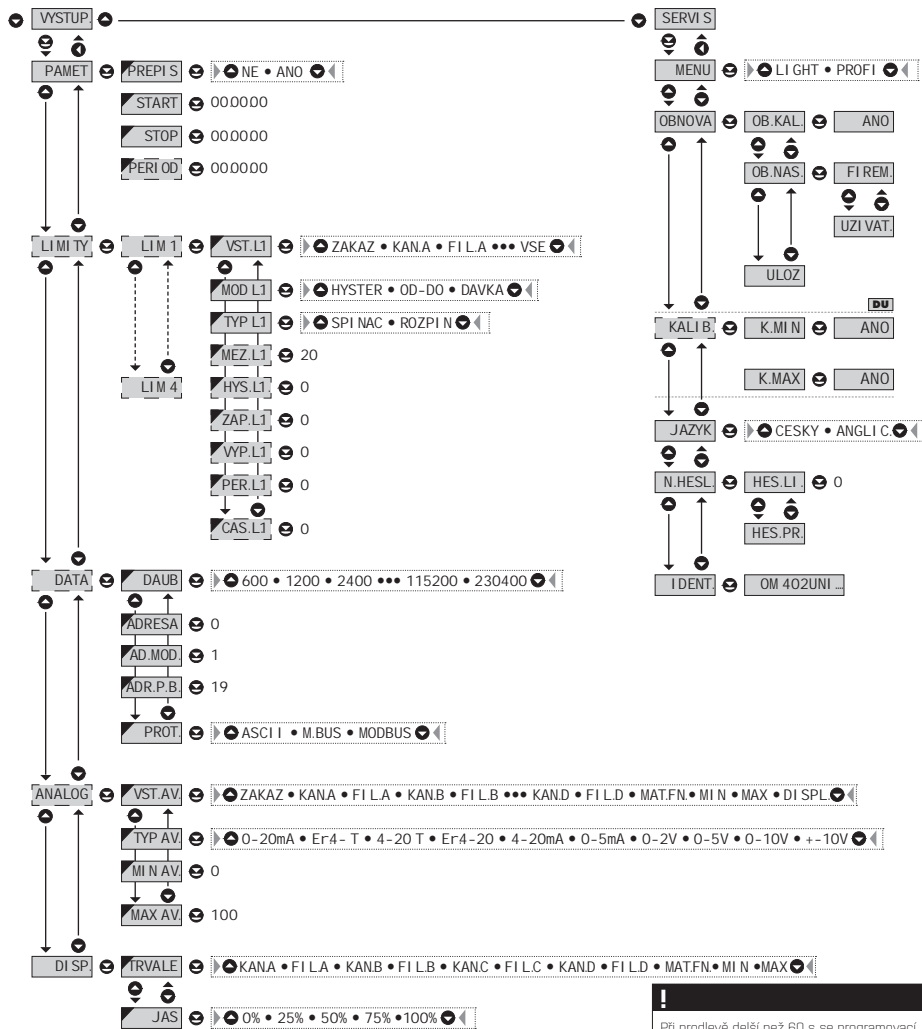 VYSTUP.
PAMET PREPIS NE • ANO
START 00.00.00
STOP 00.00.00
PERIOD 00.00.00
LIMITY LIM 1 VST.L1 ZAKAZ • KAN.A • FIL.A ••• VSE
MOD L1 HYSTER • OD-DO • DAVKA
TYP L1 SPINAC • ROZPIN
MEZ.L1 20
LIM 4 HYS.L1 0
ZAP.L1 0
VYP.L1 0
PER.L1 0
CAS.L1 0
DATA DAUB 600 • 1200 • 2400 ••• 115200 • 230400
ADRESA 0
AD.MOD. 1
ADR.P.B. 19
PROT. ASCII • M.BUS • MODBUS
ANALOG VST.AV. ZAKAZ • KAN.A • FIL.A • KAN.B • FIL.B ••• KAN.D • FIL.D • MAT.FN. • MIN • MAX • DISPL.
TYP AV. 0-20mA • Er4- T • 4-20 T • Er4-20 • 4-20mA • 0-5mA • 0-2V • 0-5V • 0-10V • +-10V
MIN AV. 0
MAX AV. 100
DISP. TRVALE KAN.A • FIL.A • KAN.B • FIL.B • KAN.C • FIL.C • KAN.D • FIL.D • MAT.FN. • MIN • MAX
JAS 0% • 25% • 50% • 75% • 100%
SERVIS
MENU LIGHT • PROFI
OBNOVA OB.KAL. ANO
OB.NAS. FIREM.
UZIVAT.
ULOZ
DU
KALIB. K.MIN ANO
K.MAX ANO
JAZYK CESKY • ANGLIC.
N.HESL. HES.LI. 0
HES.PR.
IDENT. OM 402UNI ...
!
Při prodlevě delší než 60 s se programovací